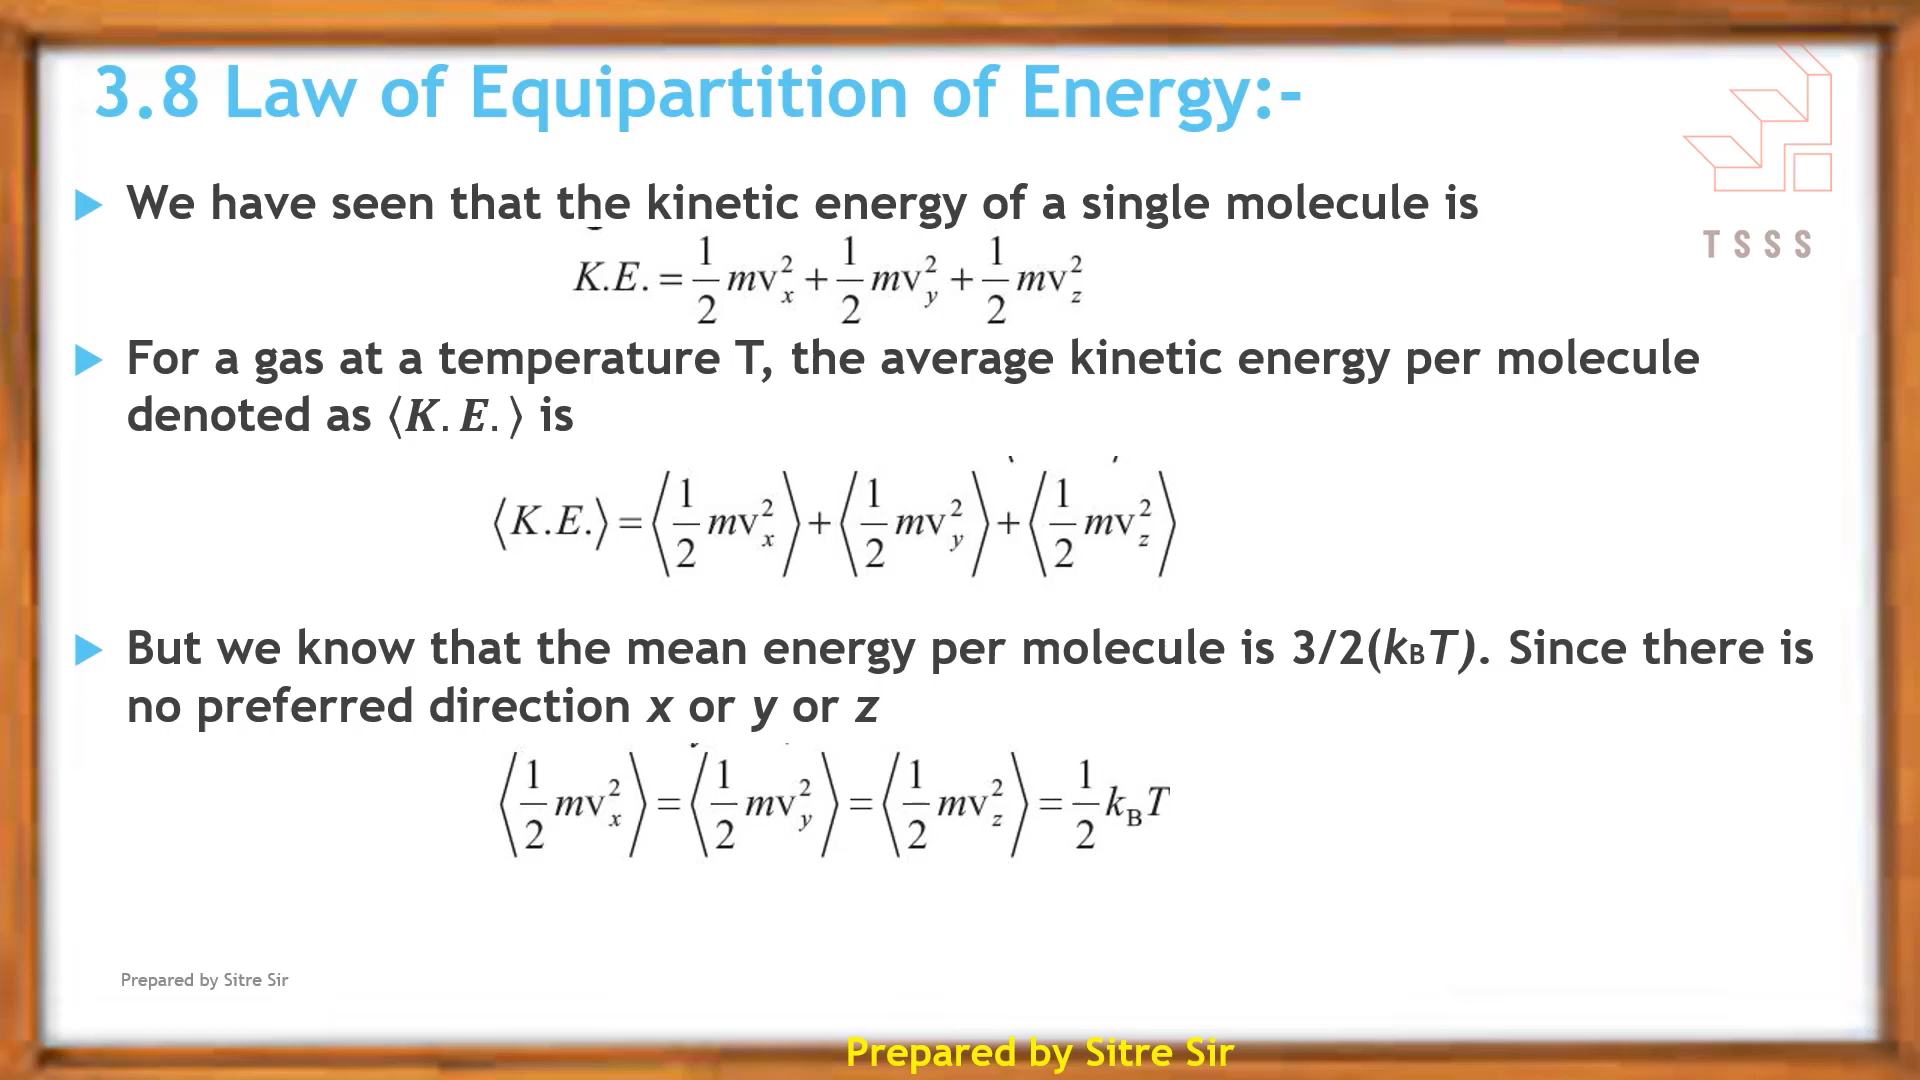 3.8 Law of Equipartition of Energy:-
TSSS
We have seen that the kinetic energy of a single molecule is
K.E. = 1/2 mv_x^2 + 1/2 mv_y^2 + 1/2 mv_z^2
For a gas at a temperature T, the average kinetic energy per molecule
denoted as ⟨K.E.⟩ is
⟨K.E.⟩ = ⟨1/2 mv_x^2⟩ + ⟨1/2 mv_y^2⟩ + ⟨1/2 mv_z^2⟩
But we know that the mean energy per molecule is 3/2(kBT). Since there is
no preferred direction x or y or z
⟨1/2 mv_x^2⟩ = ⟨1/2 mv_y^2⟩ = ⟨1/2 mv_z^2⟩ = 1/2 k_B T
Prepared by Sitre Sir
Prepared by Sitre Sir